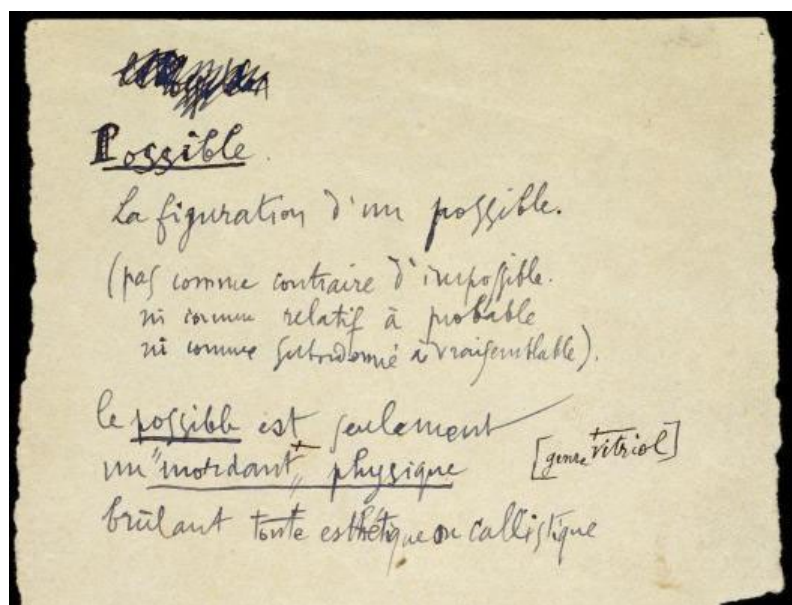 Possible.
La figuration d'un possible.
(pas comme contraire d'impossible.
ni comme relatif à probable
ni comme subordonné à vraisemblable).
le possible est seulement
un "mordant" + physique [genre + vitriol]
brûlant toute esthétique ou callistique